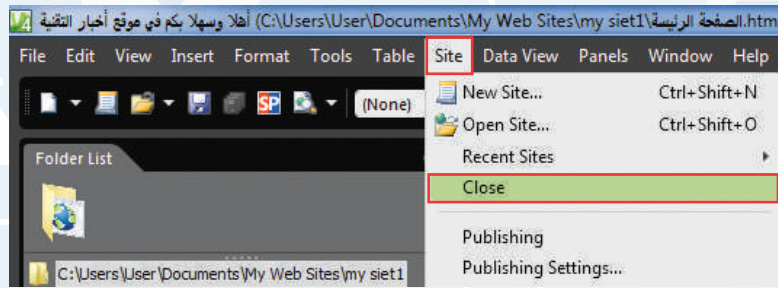 أهلا وسهلا بكم في موقع أخبار التقنية (C:\Users\User\Documents\My Web Sites\my siet1\الصفحة الرئيسة.htm
File Edit View Insert Format Tools Table Site Data View Panels Window Help
(None)
New Site... Ctrl+Shift+N
Open Site... Ctrl+Shift+O
Recent Sites
Close
Publishing
Publishing Settings...
SP
Folder List
C:\Users\User\Documents\My Web Sites\my siet1